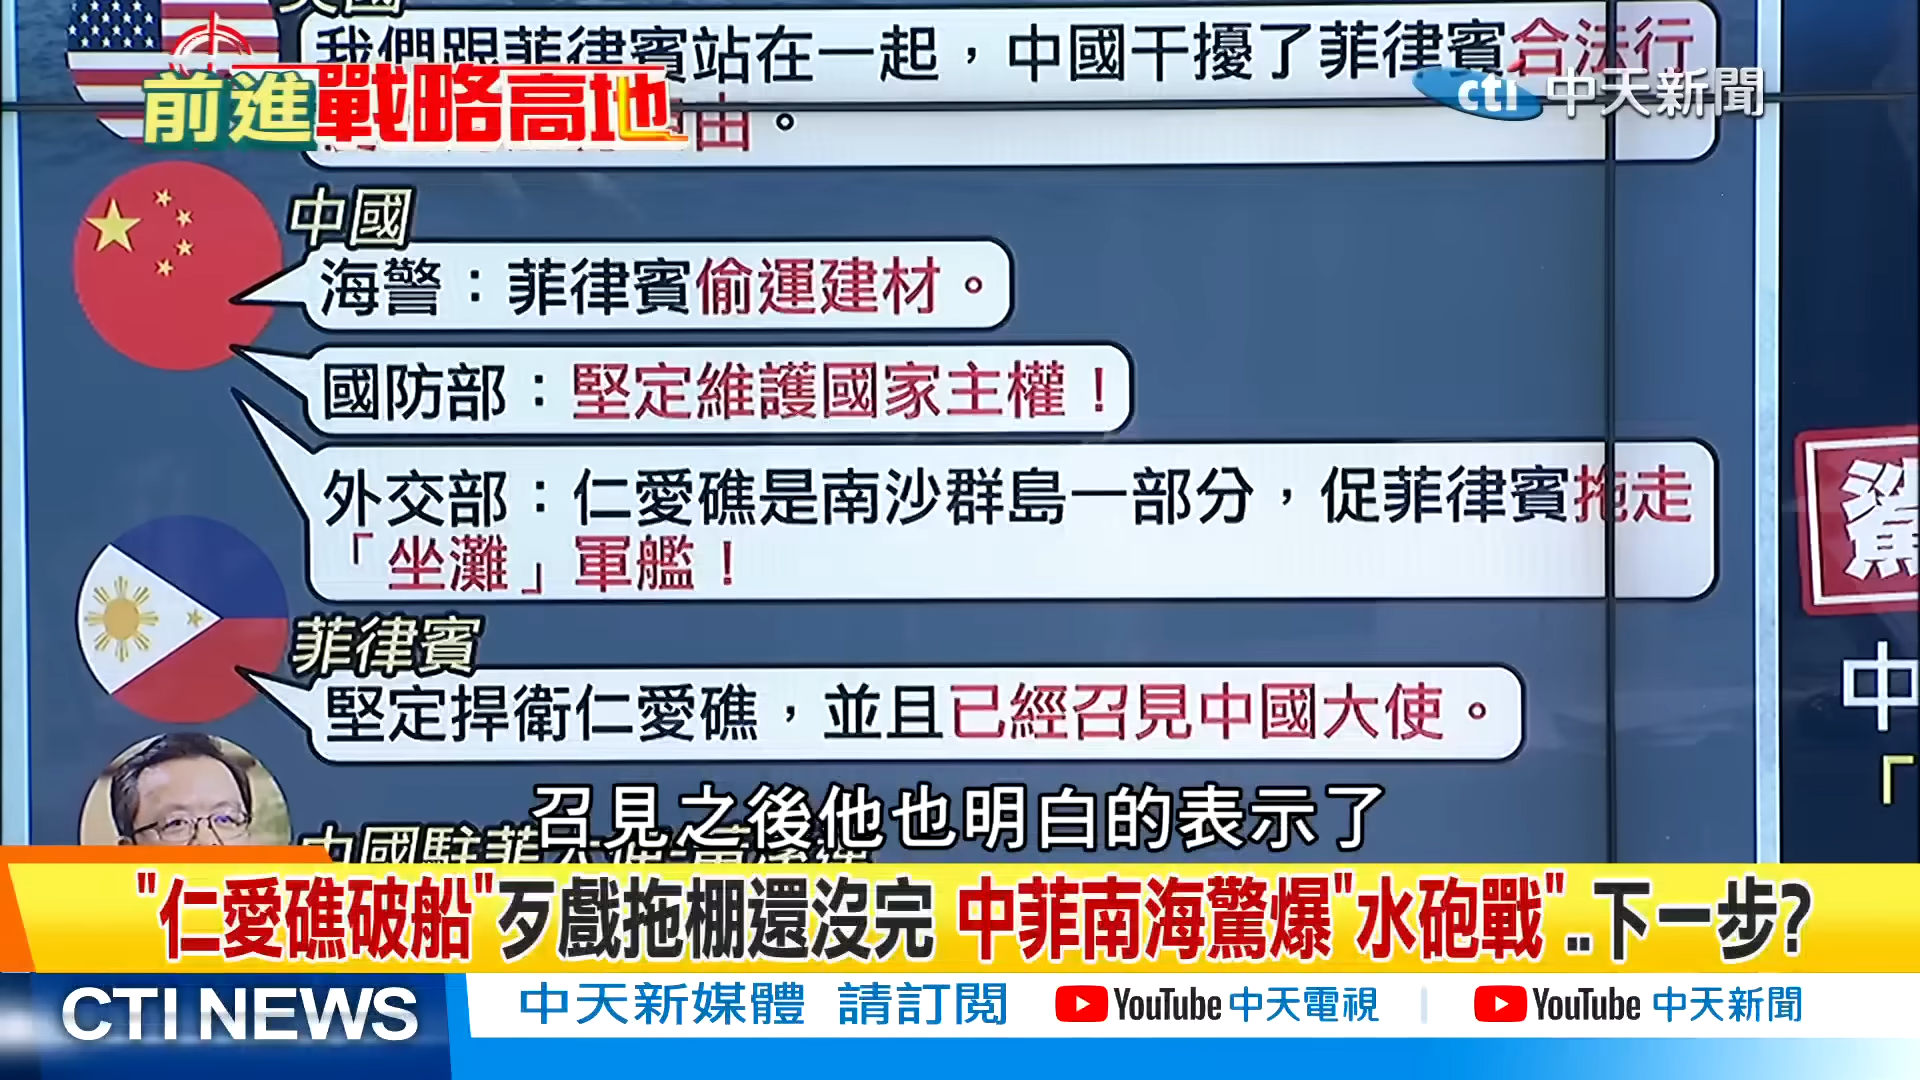 美國
我們跟菲律賓站在一起，中國干擾了菲律賓合法行
由。
前進戰略高地
cti 中天新聞
中國
海警：菲律賓偷運建材。
國防部：堅定維護國家主權！
外交部：仁愛礁是南沙群島一部分，促菲律賓拖走
「坐灘」軍艦！
菲律賓
堅定捍衛仁愛礁，並且已經召見中國大使。
中
「
召見之後他也明白的表示了
中國駐菲
"仁愛礁破船"歹戲拖棚還沒完 中菲南海驚爆"水砲戰"..下一步?
CTI NEWS
中天新媒體 請訂閱 YouTube 中天電視 | YouTube 中天新聞